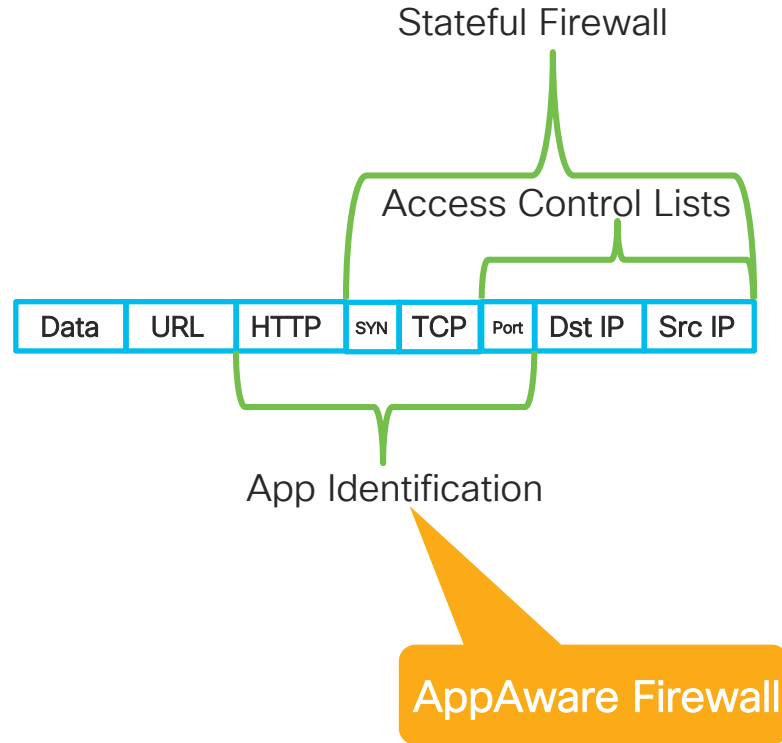 Stateful Firewall
Access Control Lists
Data URL HTTP SYN TCP Port Dst IP Src IP
App Identification
AppAware Firewall